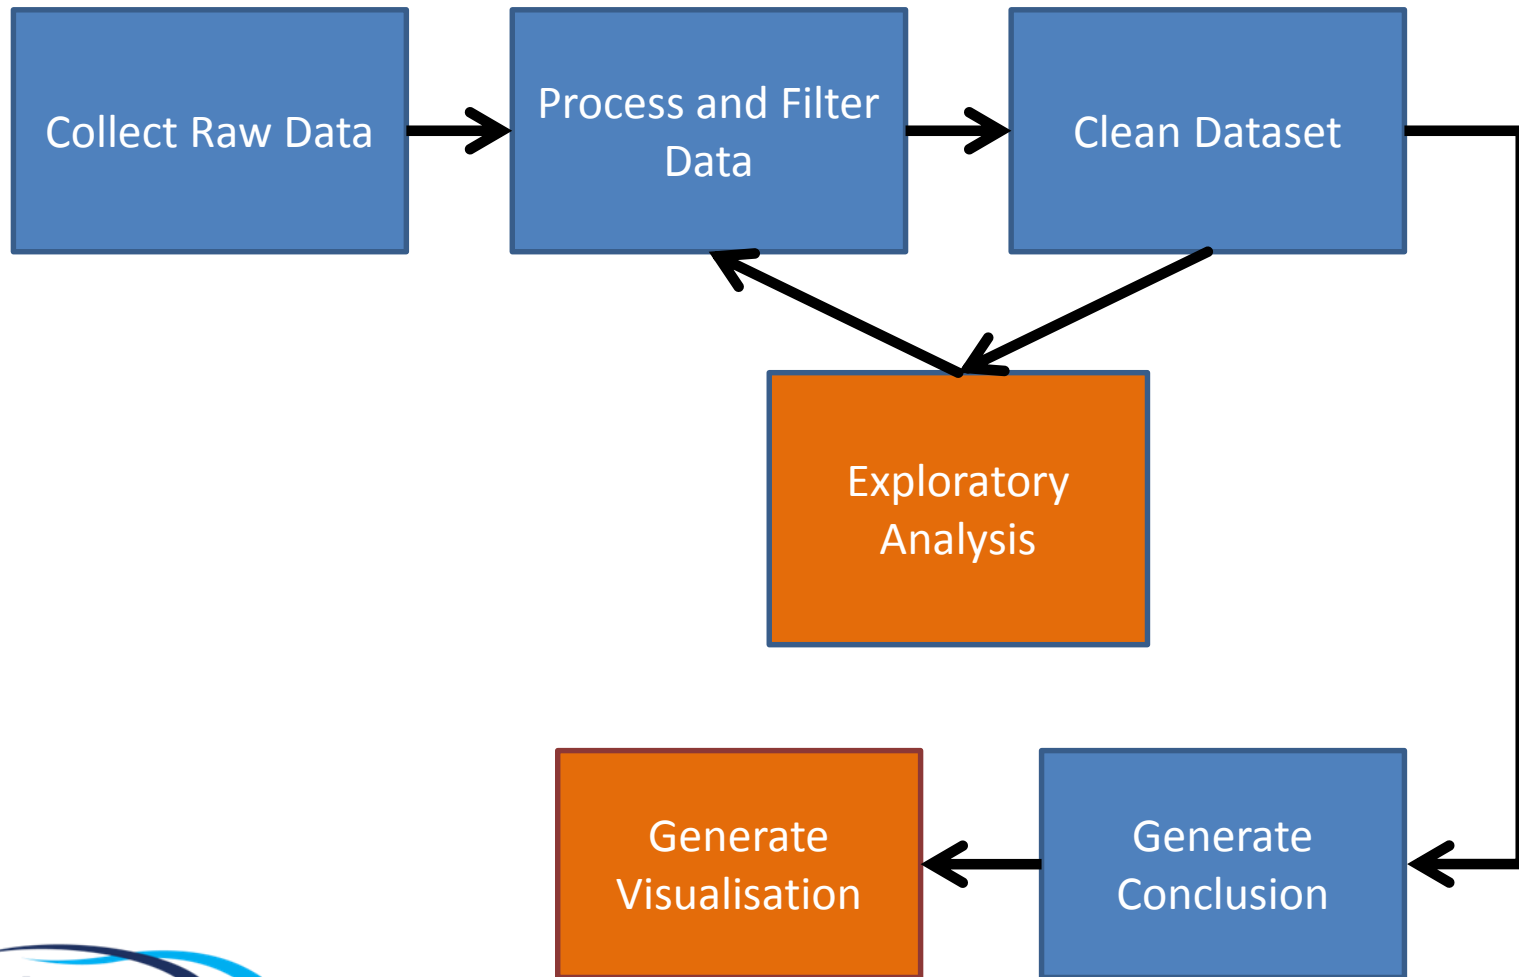 Collect Raw Data
Process and Filter
Data
Clean Dataset
Exploratory
Analysis
Generate
Visualisation
Generate
Conclusion